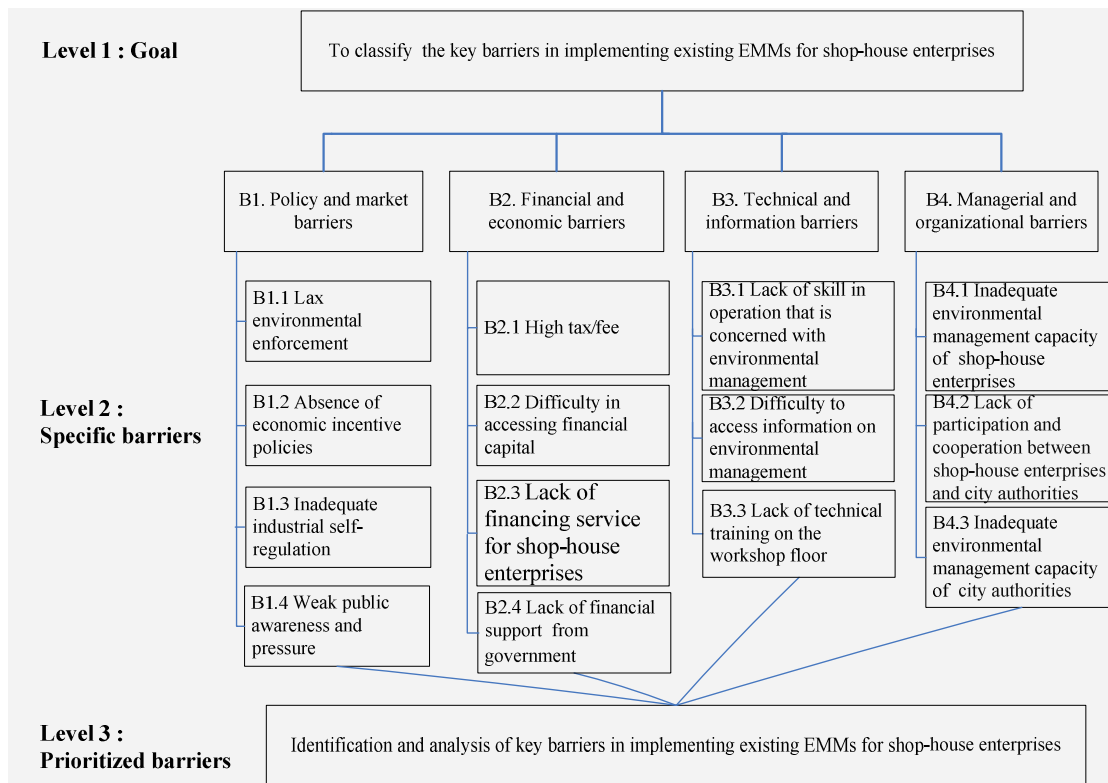 Level 1 : Goal
To classify the key barriers in implementing existing EMMs for shop-house enterprises
B1. Policy and market
barriers
B2. Financial and
economic barriers
B3. Technical and
information barriers
B4. Managerial and
organizational barriers
Level 2 :
Specific barriers
B1.1 Lax
environmental
enforcement
B1.2 Absence of
economic incentive
policies
B1.3 Inadequate
industrial self-
regulation
B1.4 Weak public
awareness and
pressure
B2.1 High tax/fee
B2.2 Difficulty in
accessing financial
capital
B2.3 Lack of
financing service
for shop-house
enterprises
B2.4 Lack of financial
support from
government
B3.1 Lack of skill in
operation that is
concerned with
environmental
management
B3.2 Difficulty to
access information on
environmental
management
B3.3 Lack of technical
training on the
workshop floor
B4.1 Inadequate
environmental
management capacity
of shop-house
enterprises
B4.2 Lack of
participation and
cooperation between
shop-house enterprises
and city authorities
B4.3 Inadequate
environmental
management capacity
of city authorities
Level 3 :
Prioritized barriers
Identification and analysis of key barriers in implementing existing EMMs for shop-house enterprises